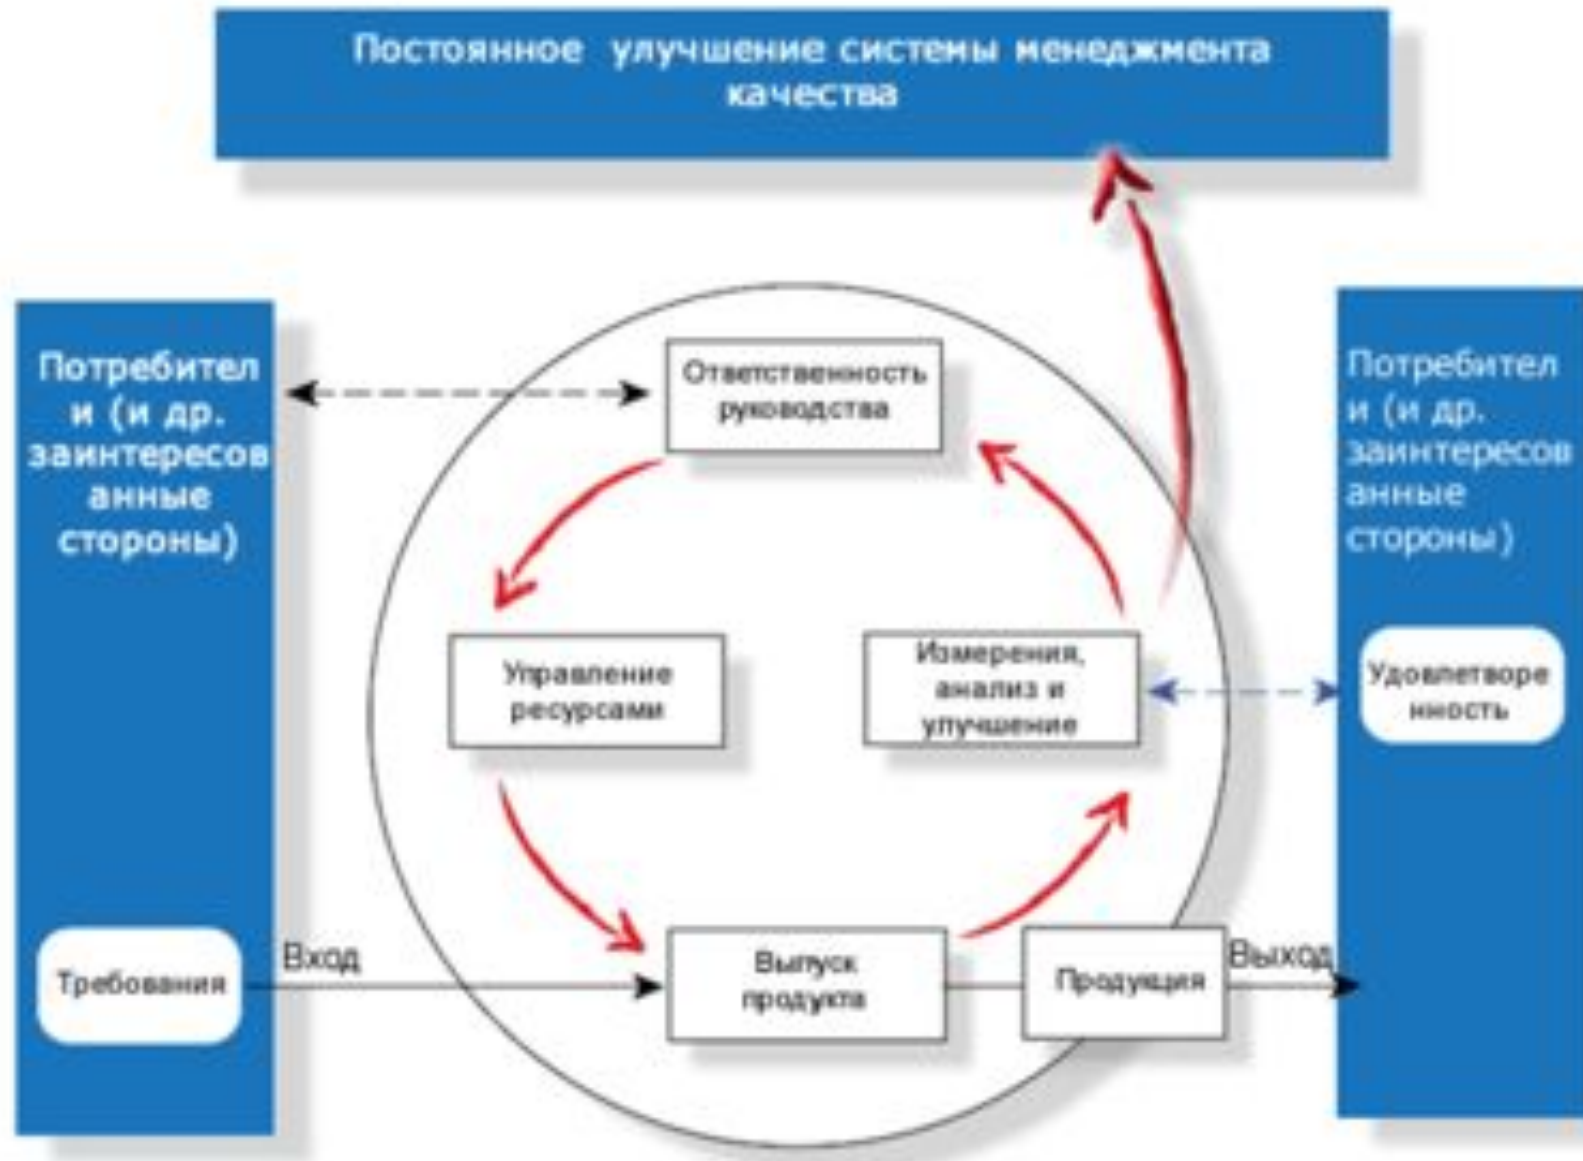 Постоянное улучшение системы менеджмента
качества
Потребител
и (и др.
заинтересов
анные
стороны)
Ответственность
руководства
Потребител
и (и др.
заинтересов
анные
стороны)
Управление
ресурсами
Измерения,
анализ и
улучшение
Удовлетворе
нность
Требования
Вход
Выпуск
продукта
Продукция
Выход